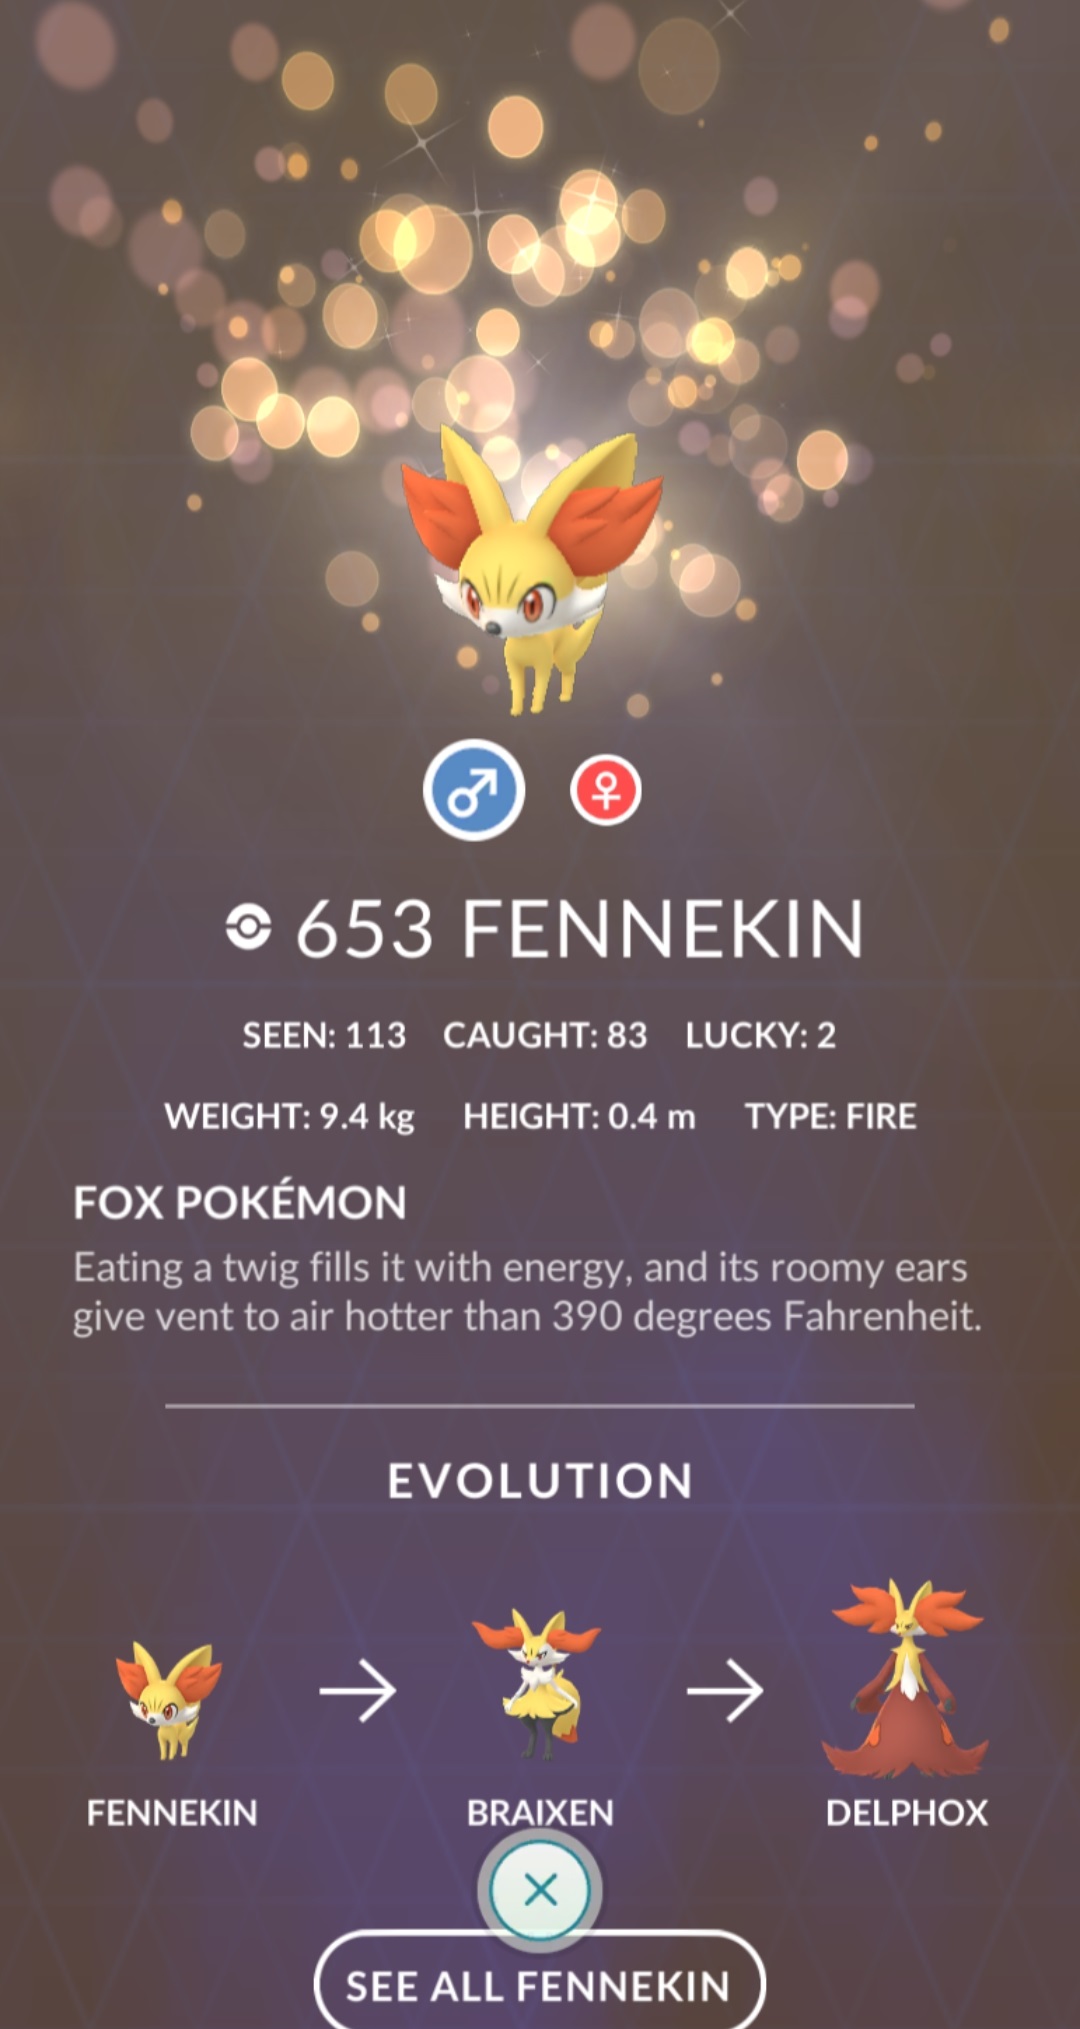 653 FENNEKIN
SEEN: 113 CAUGHT: 83 LUCKY: 2
WEIGHT: 9.4 kg HEIGHT: 0.4 m TYPE: FIRE
FOX POKÉMON
Eating a twig fills it with energy, and its roomy ears
give vent to air hotter than 390 degrees Fahrenheit.
EVOLUTION
FENNEKIN BRAIXEN DELPHOX
SEE ALL FENNEKIN